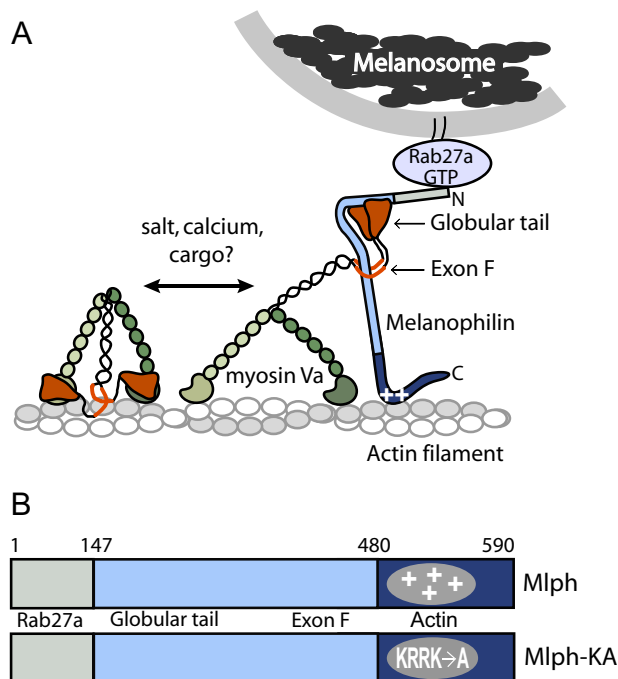 A
Melanosome
Rab27a
GTP
N
Globular tail
salt, calcium,
cargo?
Exon F
Melanophilin
myosin Va
C
++
Actin filament
B
1 147 480 590
++++ Mlph
Rab27a Globular tail Exon F Actin
KRRK→A Mlph-KA